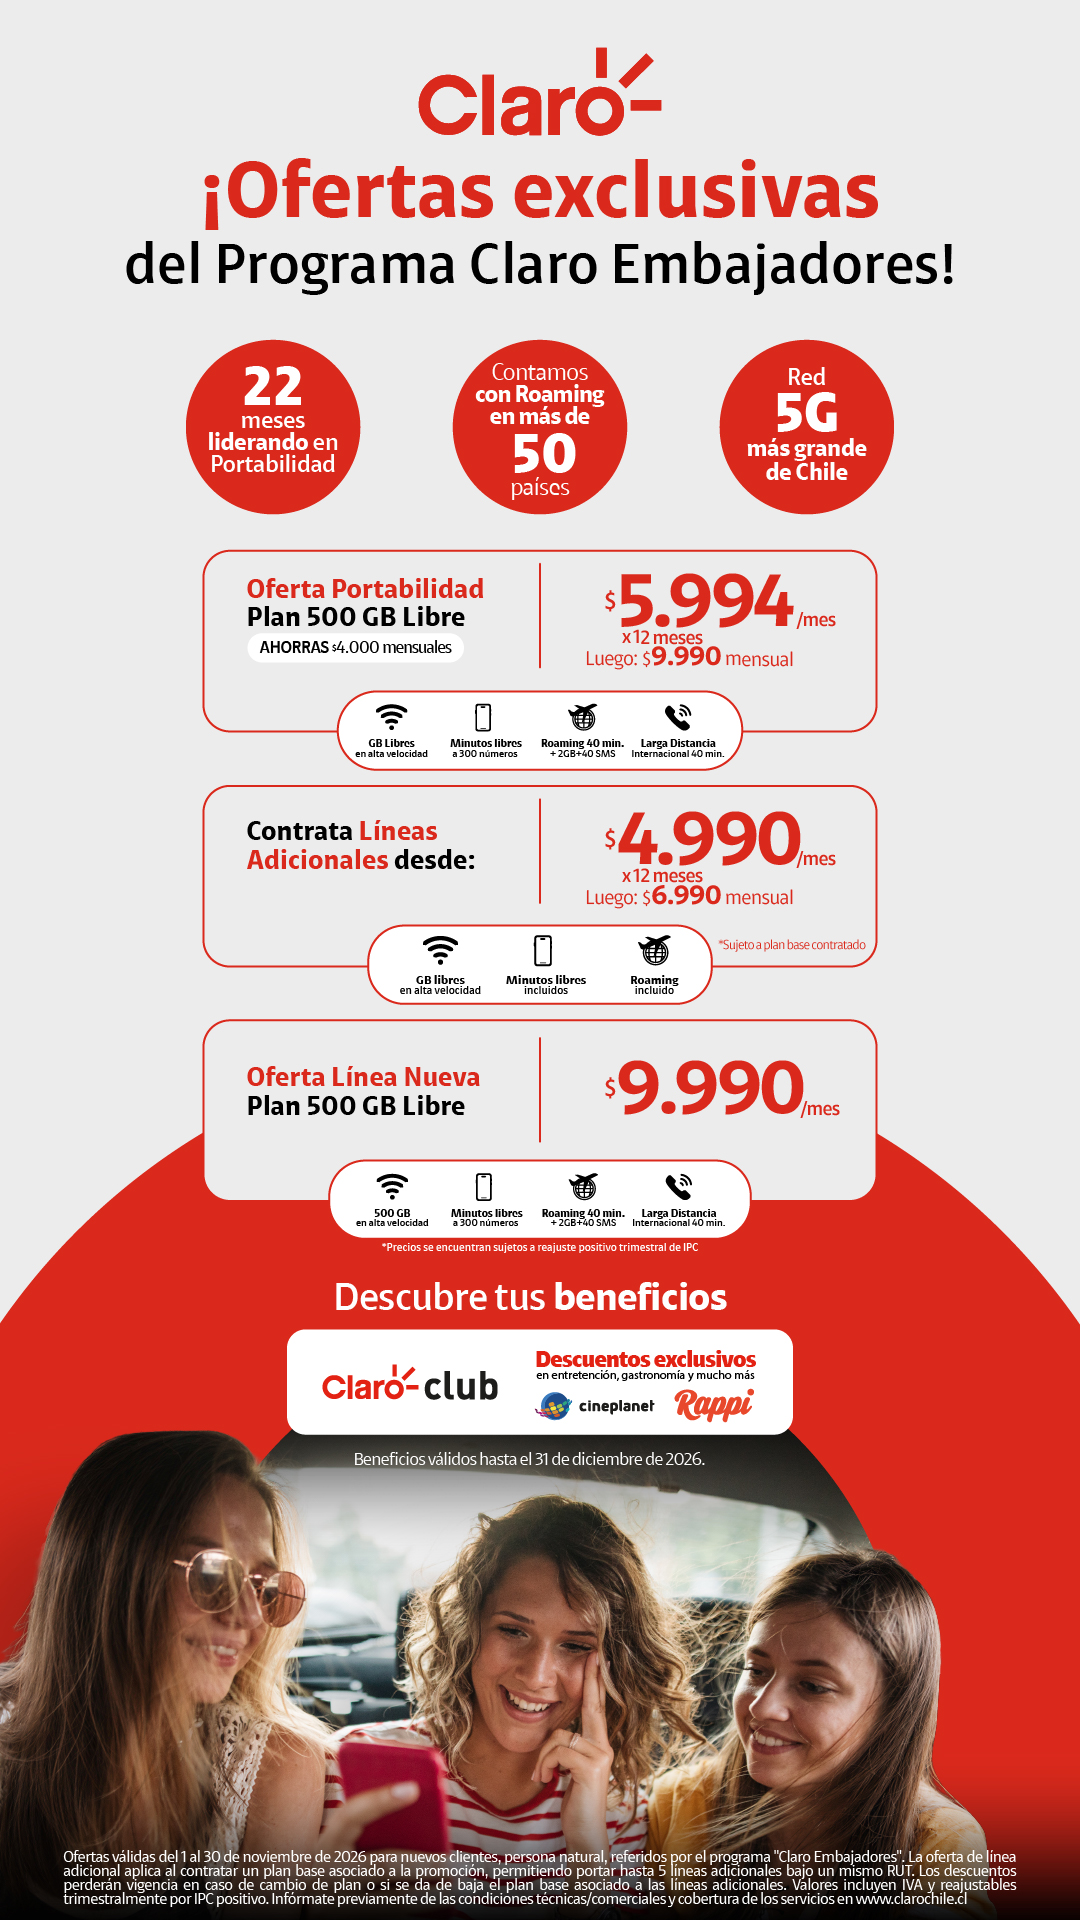 Claro
¡Ofertas exclusivas
del Programa Claro Embajadores!
22
meses
liderando en
Portabilidad
Contamos
con Roaming
en más de
50
países
Red
5G
más grande
de Chile
Oferta Portabilidad
Plan 500 GB Libre
AHORRAS $4.000 mensuales
$5.994/mes
x 12 meses
Luego: $9.990 mensual
GB Libres
en alta velocidad
Minutos libres
a 300 números
Roaming 40 min.
+ 2GB+40 SMS
Larga Distancia
Internacional 40 min.
Contrata Líneas
Adicionales desde:
$4.990/mes
x 12 meses
Luego: $6.990 mensual
*Sujeto a plan base contratado
GB libres
en alta velocidad
Minutos libres
incluidos
Roaming
incluido
Oferta Línea Nueva
Plan 500 GB Libre
$9.990/mes
500 GB
en alta velocidad
Minutos libres
a 300 números
Roaming 40 min.
+ 2GB+40 SMS
Larga Distancia
Internacional 40 min.
*Precios se encuentran sujetos a reajuste positivo trimestral de IPC
Descubre tus beneficios
Claro club
Descuentos exclusivos
en entretención, gastronomía y mucho más
cineplanet
Rappi
Beneficios válidos hasta el 31 de diciembre de 2026.
Ofertas válidas del 1 al 30 de noviembre de 2026 para nuevos clientes, persona natural, referidos por el programa "Claro Embajadores". La oferta de línea
adicional aplica al contratar un plan base asociado a la promoción, permitiendo portar hasta 5 líneas adicionales bajo un mismo RUT. Los descuentos
perderán vigencia en caso de cambio de plan o si se da de baja el plan base asociado a las líneas adicionales. Valores incluyen IVA y reajustables
trimestralmente por IPC positivo. Infórmate previamente de las condiciones técnicas/comerciales y cobertura de los servicios en www.clarochile.cl